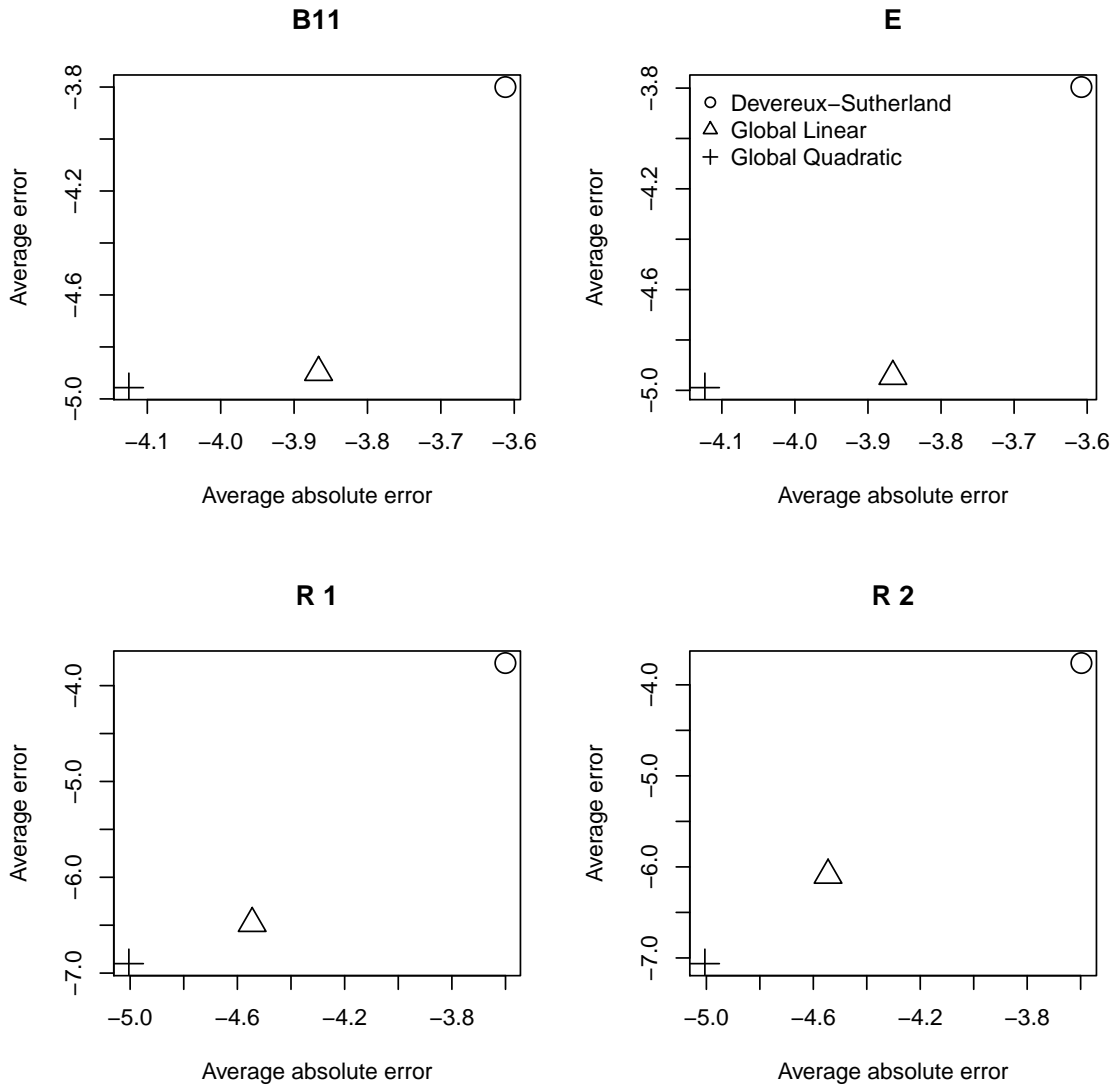 B11
Average error
−3.8
−4.2
−4.6
−5.0
−4.1 −4.0 −3.9 −3.8 −3.7 −3.6
Average absolute error
E
Average error
−3.8
−4.2
−4.6
−5.0
Devereux−Sutherland
Global Linear
Global Quadratic
−4.1 −4.0 −3.9 −3.8 −3.7 −3.6
Average absolute error
R 1
Average error
−4.0
−5.0
−6.0
−7.0
−5.0 −4.6 −4.2 −3.8
Average absolute error
R 2
Average error
−4.0
−5.0
−6.0
−7.0
−5.0 −4.6 −4.2 −3.8
Average absolute error